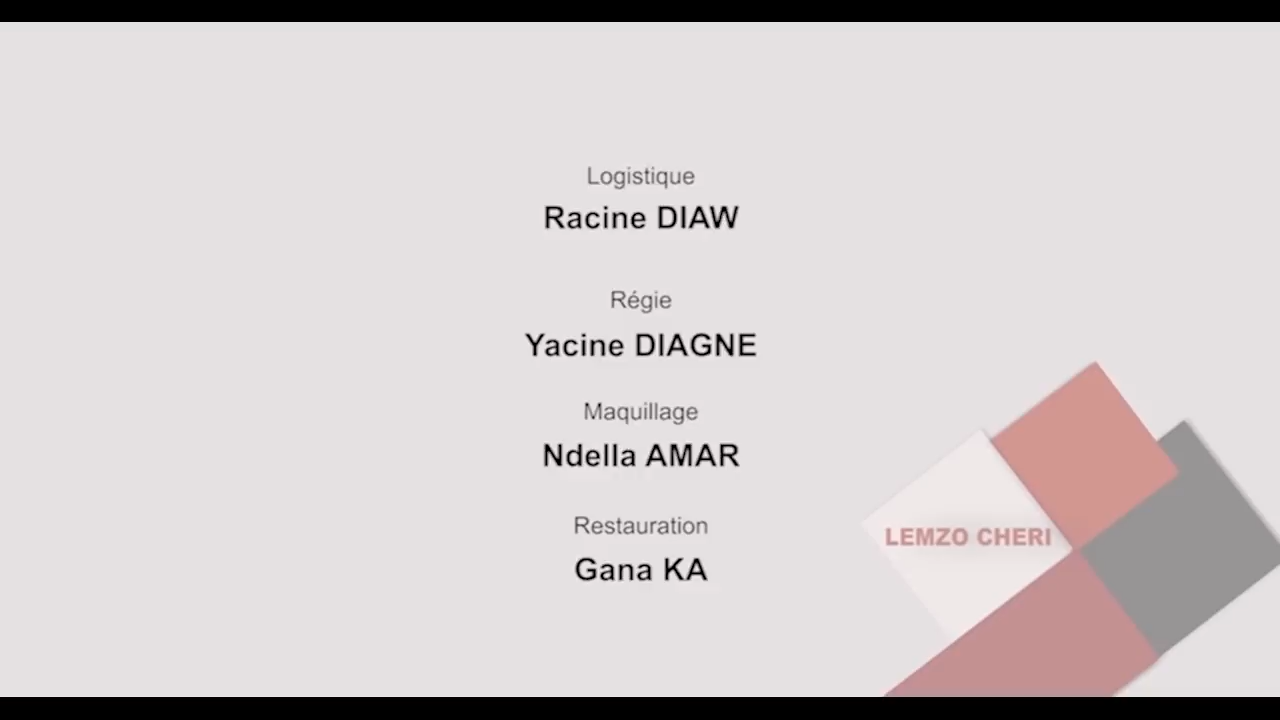 Logistique
Racine DIAW
Régie
Yacine DIAGNE
Maquillage
Ndella AMAR
Restauration
LEMZO CHERI
Gana KA